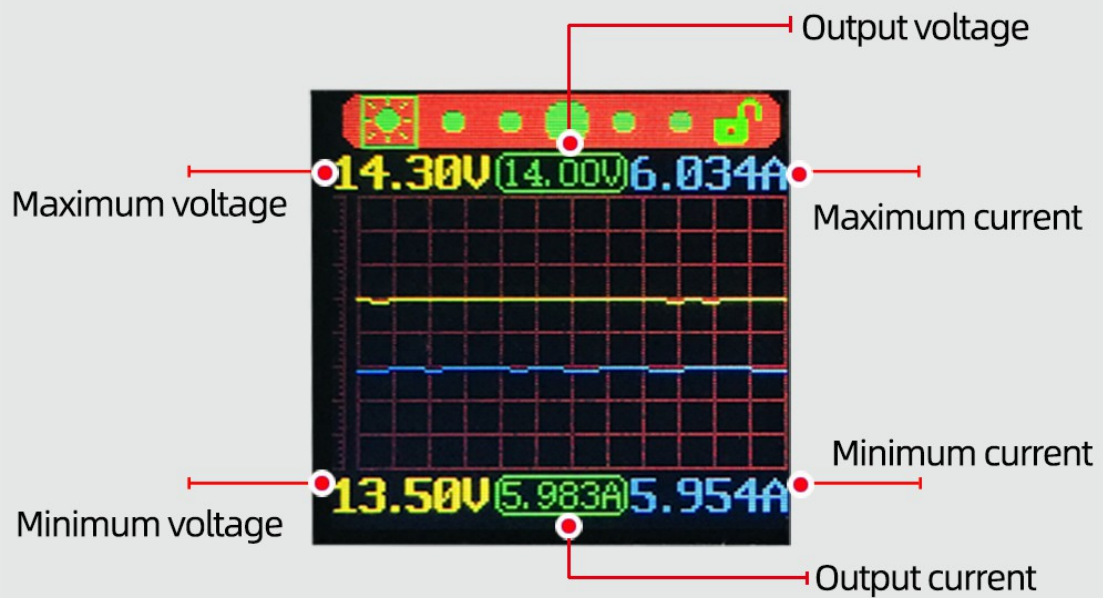 Output voltage
14.30V 14.00V 6.034A
Maximum voltage
Maximum current
Minimum current
13.50V 5.983A 5.954A
Minimum voltage
Output current